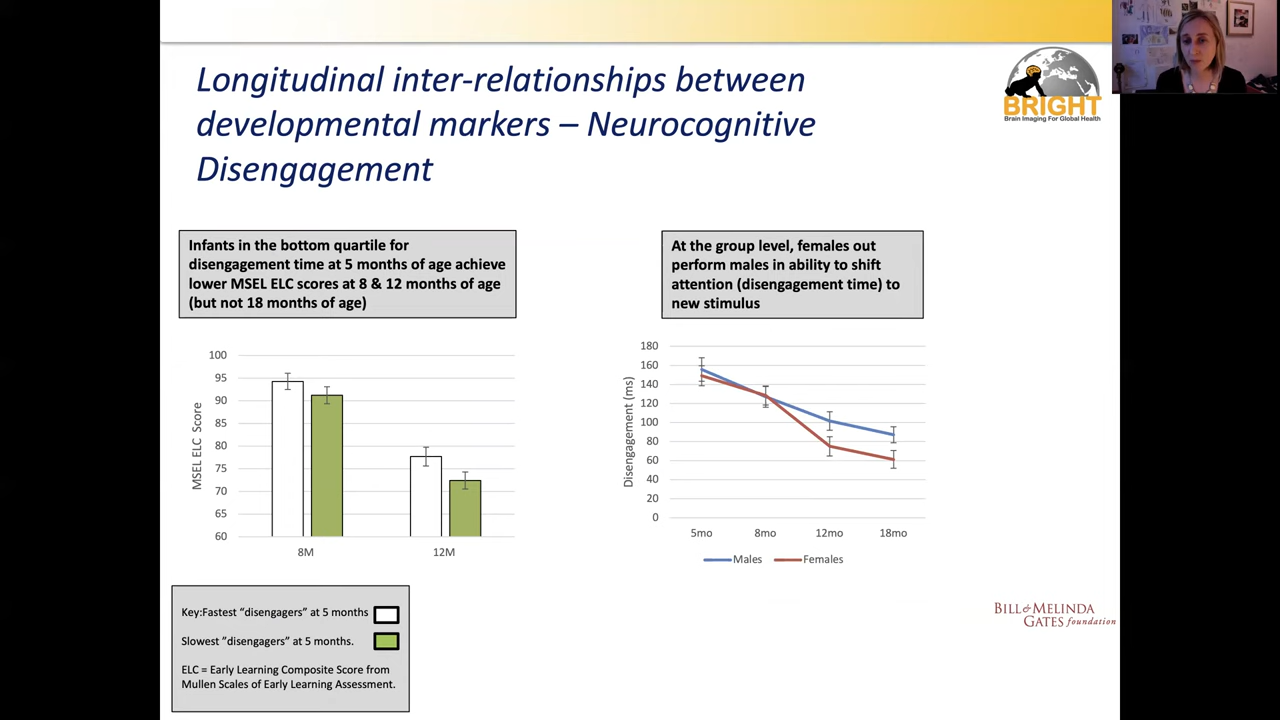 Longitudinal inter-relationships between
developmental markers – Neurocognitive
Disengagement
BRIGHT
Brain Imaging For Global Health
Infants in the bottom quartile for
disengagement time at 5 months of age achieve
lower MSEL ELC scores at 8 & 12 months of age
(but not 18 months of age)
At the group level, females out
perform males in ability to shift
attention (disengagement time) to
new stimulus
MSEL ELC Score
100
95
90
85
80
75
70
65
60
8M
12M
Disengagement (ms)
180
160
140
120
100
80
60
40
20
0
5mo
8mo
12mo
18mo
Males
Females
Key:Fastest "disengagers" at 5 months
Slowest "disengagers" at 5 months.
ELC = Early Learning Composite Score from
Mullen Scales of Early Learning Assessment.
BILL & MELINDA
GATES foundation